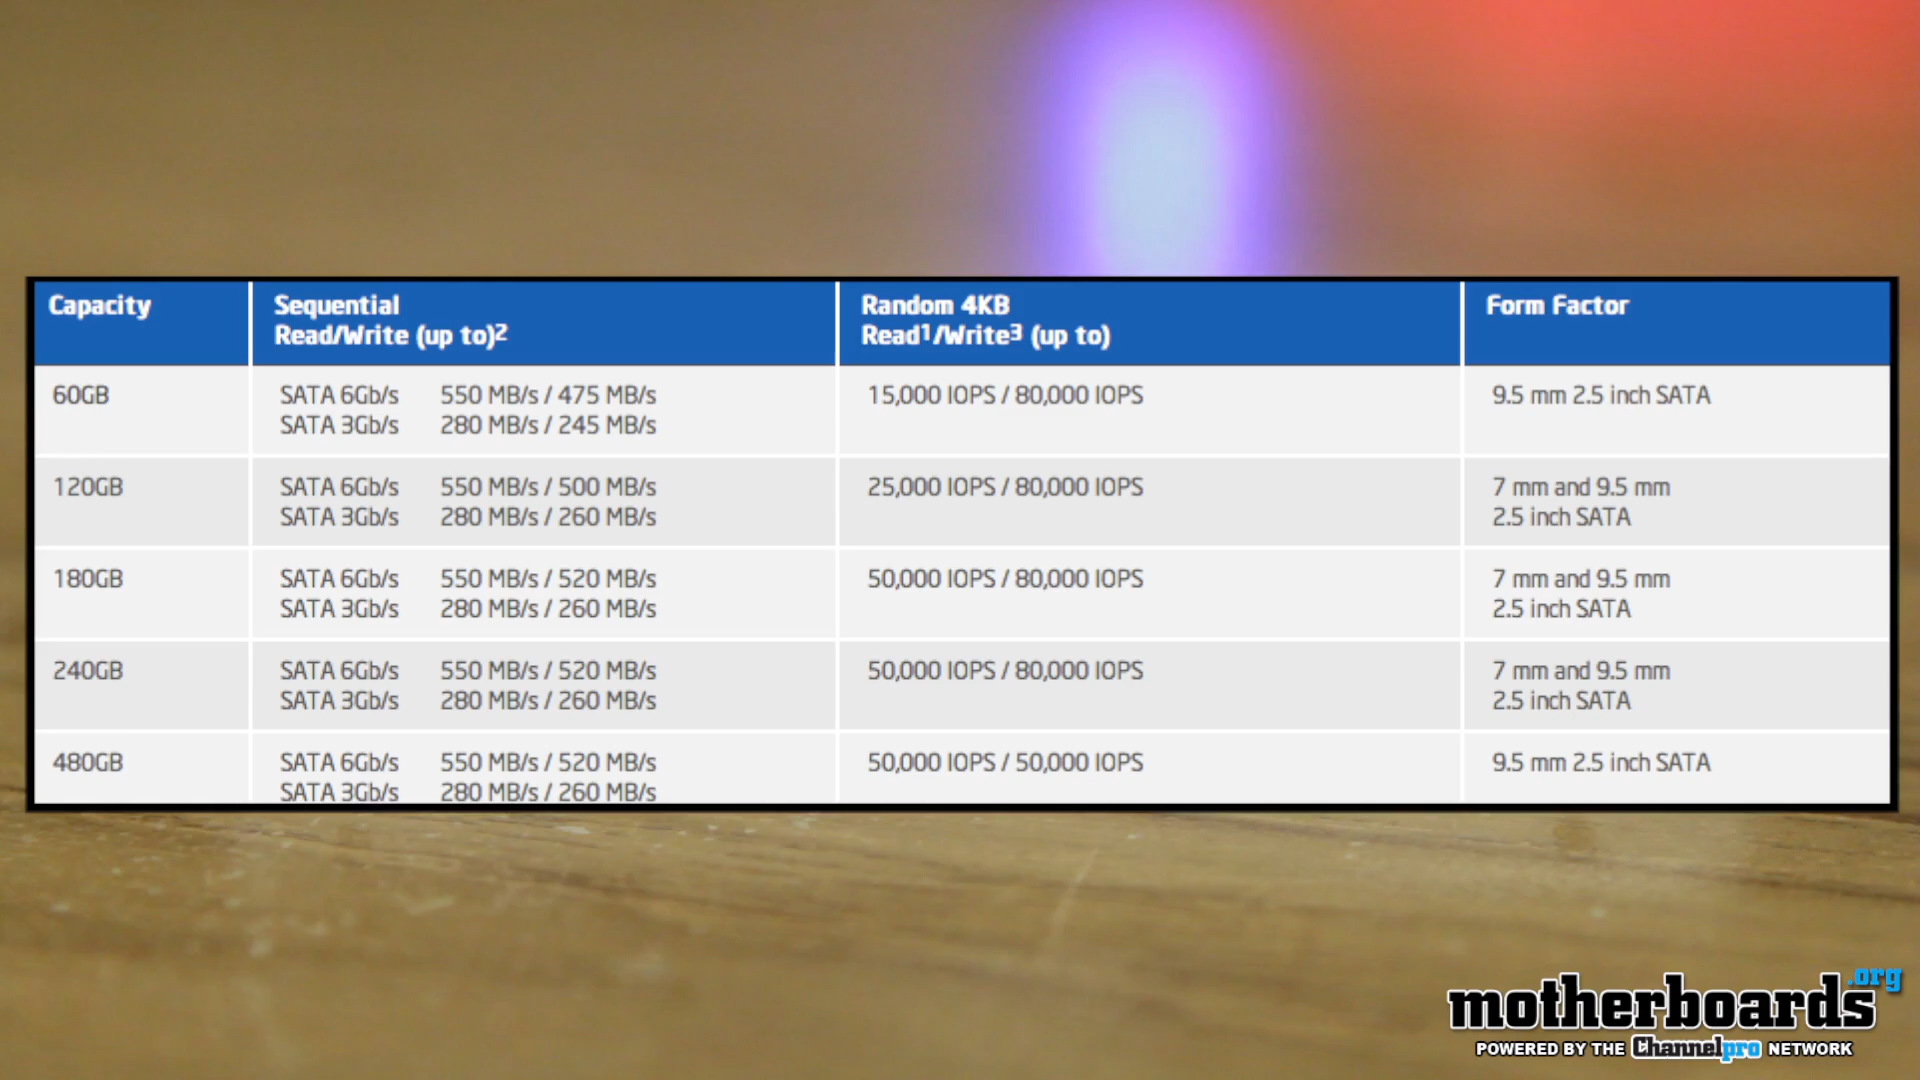 Capacity
Sequential
Read/Write (up to)2
Random 4KB
Read1/Write3 (up to)
Form Factor
60GB
SATA 6Gb/s 550 MB/s / 475 MB/s
SATA 3Gb/s 280 MB/s / 245 MB/s
15,000 IOPS / 80,000 IOPS
9.5 mm 2.5 inch SATA
120GB
SATA 6Gb/s 550 MB/s / 500 MB/s
SATA 3Gb/s 280 MB/s / 260 MB/s
25,000 IOPS / 80,000 IOPS
7 mm and 9.5 mm
2.5 inch SATA
180GB
SATA 6Gb/s 550 MB/s / 520 MB/s
SATA 3Gb/s 280 MB/s / 260 MB/s
50,000 IOPS / 80,000 IOPS
7 mm and 9.5 mm
2.5 inch SATA
240GB
SATA 6Gb/s 550 MB/s / 520 MB/s
SATA 3Gb/s 280 MB/s / 260 MB/s
50,000 IOPS / 80,000 IOPS
7 mm and 9.5 mm
2.5 inch SATA
480GB
SATA 6Gb/s 550 MB/s / 520 MB/s
SATA 3Gb/s 280 MB/s / 260 MB/s
50,000 IOPS / 50,000 IOPS
9.5 mm 2.5 inch SATA
motherboards.org
POWERED BY THE Channelpro NETWORK